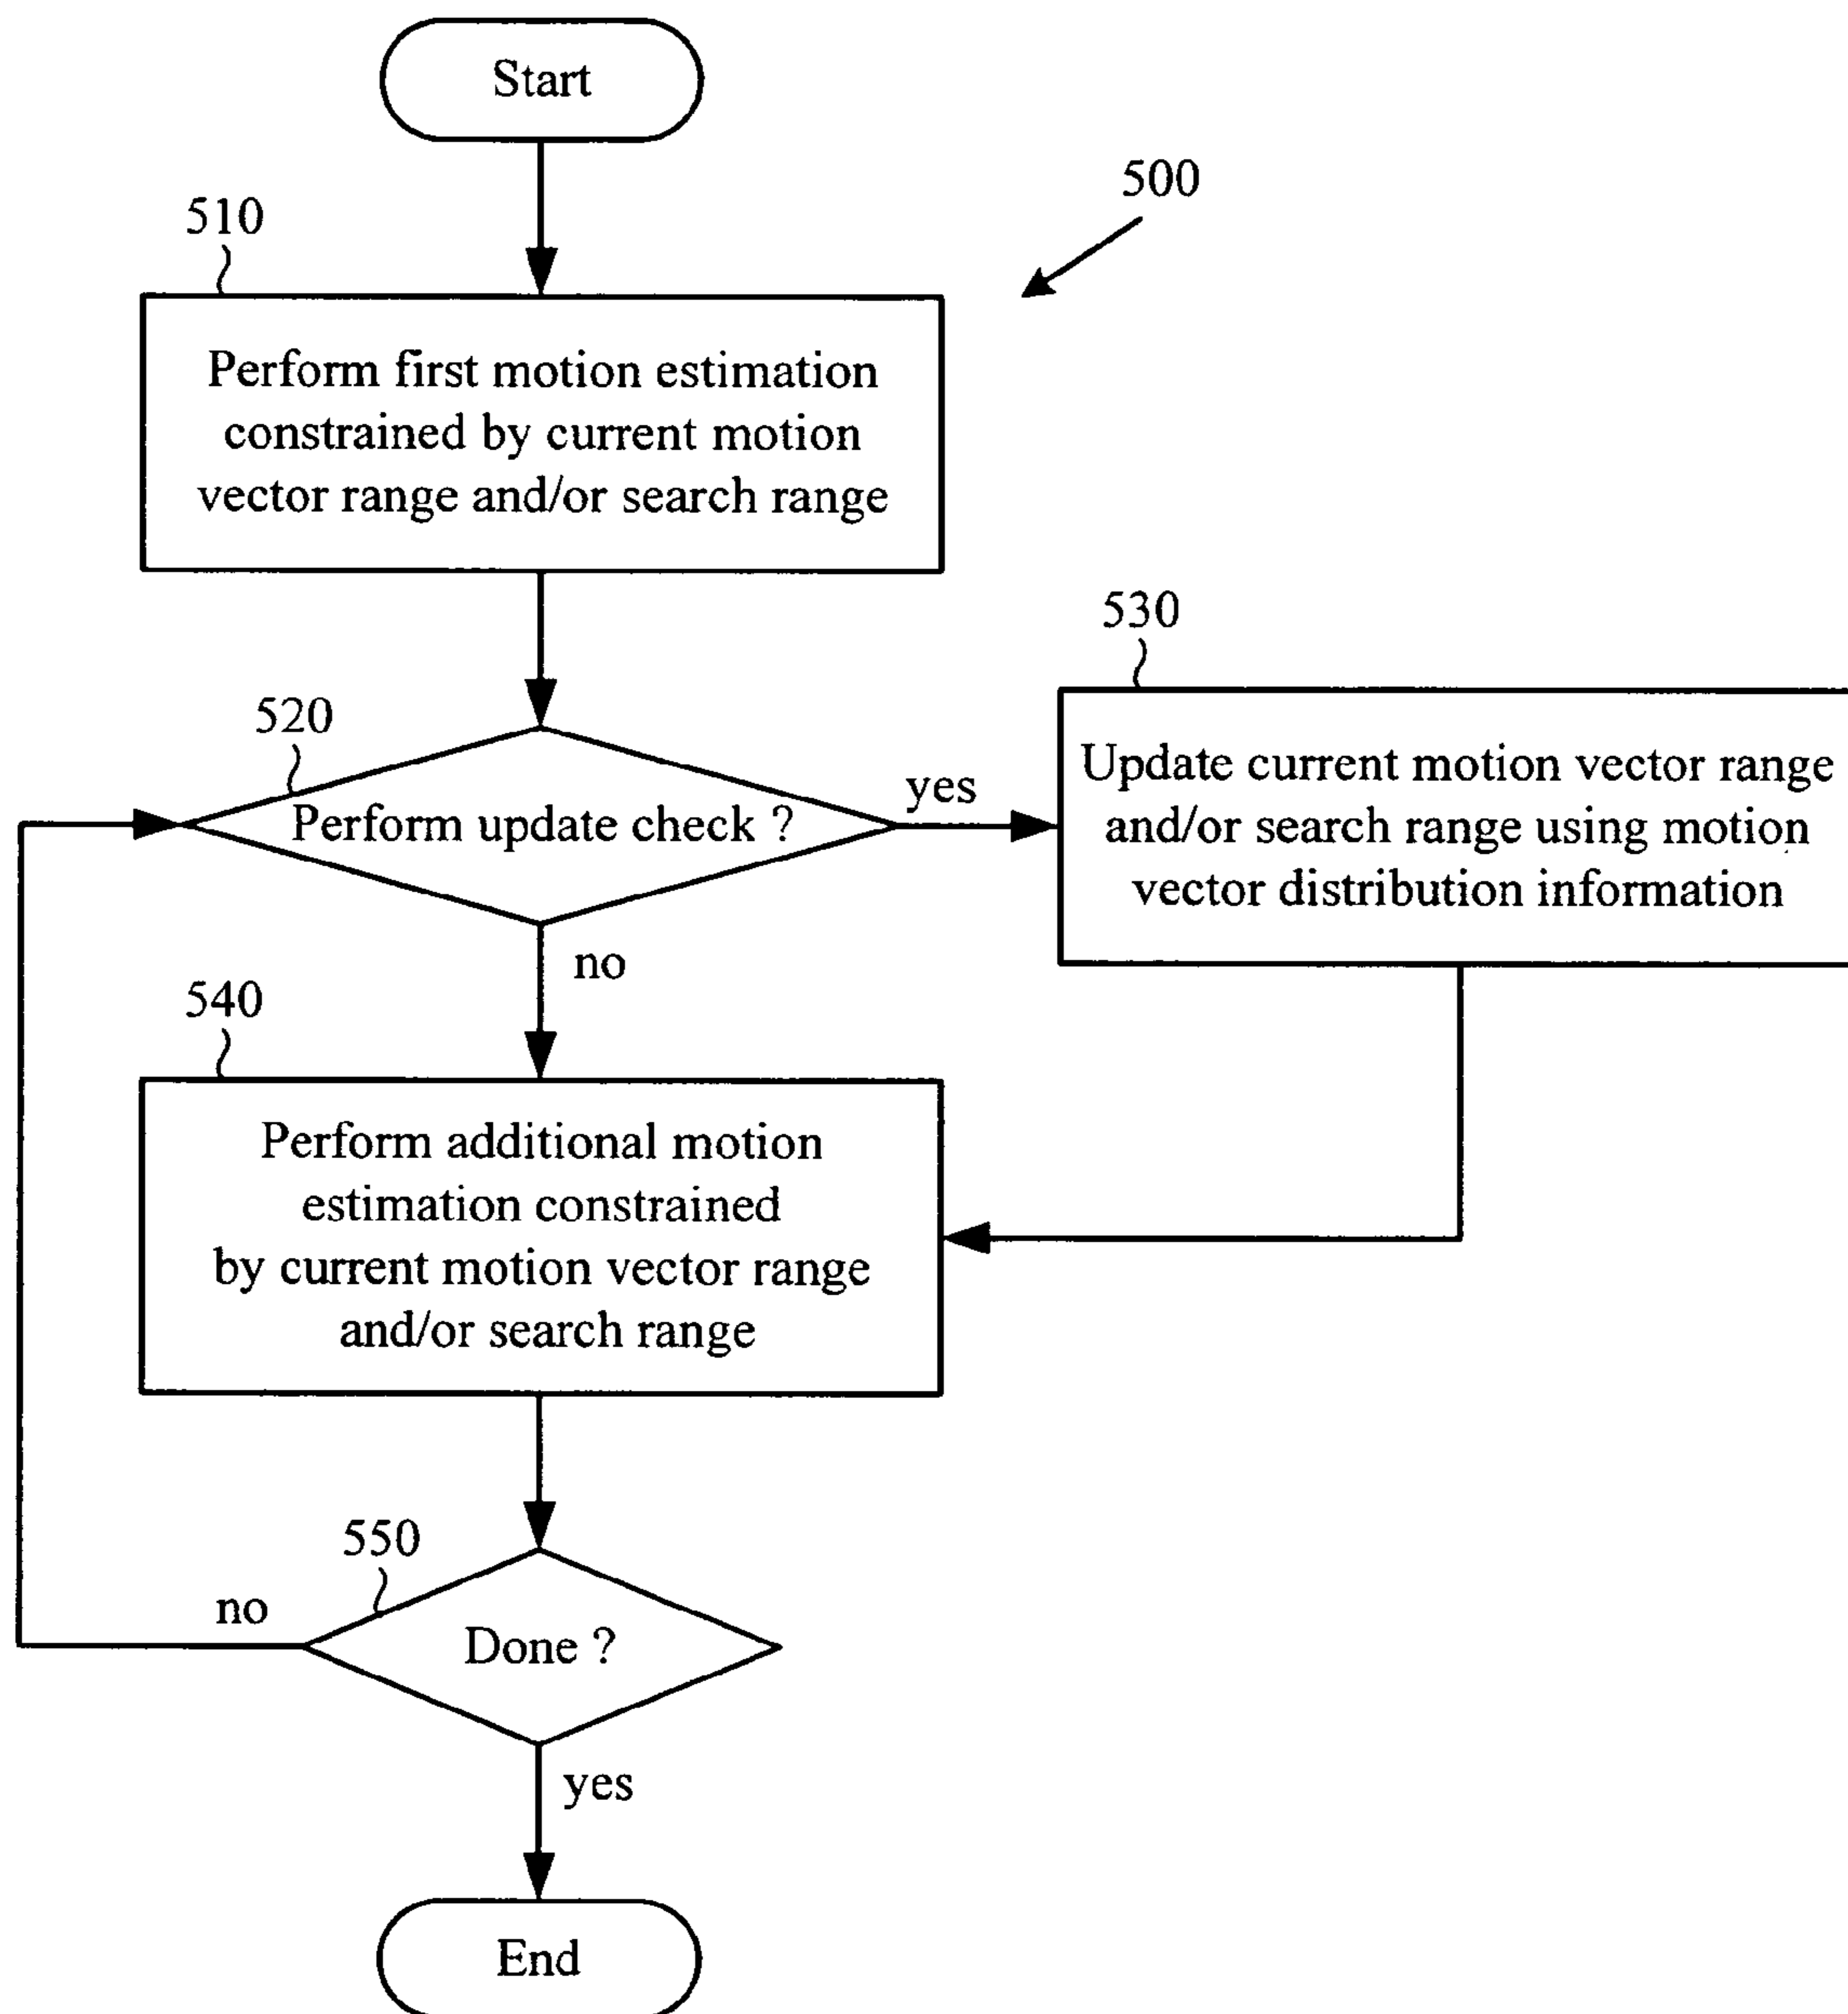 Start
500
510
Perform first motion estimation
constrained by current motion
vector range and/or search range
530
520
Perform update check ?
yes
Update current motion vector range
and/or search range using motion
vector distribution information
no
540
Perform additional motion
estimation constrained
by current motion vector range
and/or search range
550
no
Done ?
yes
End